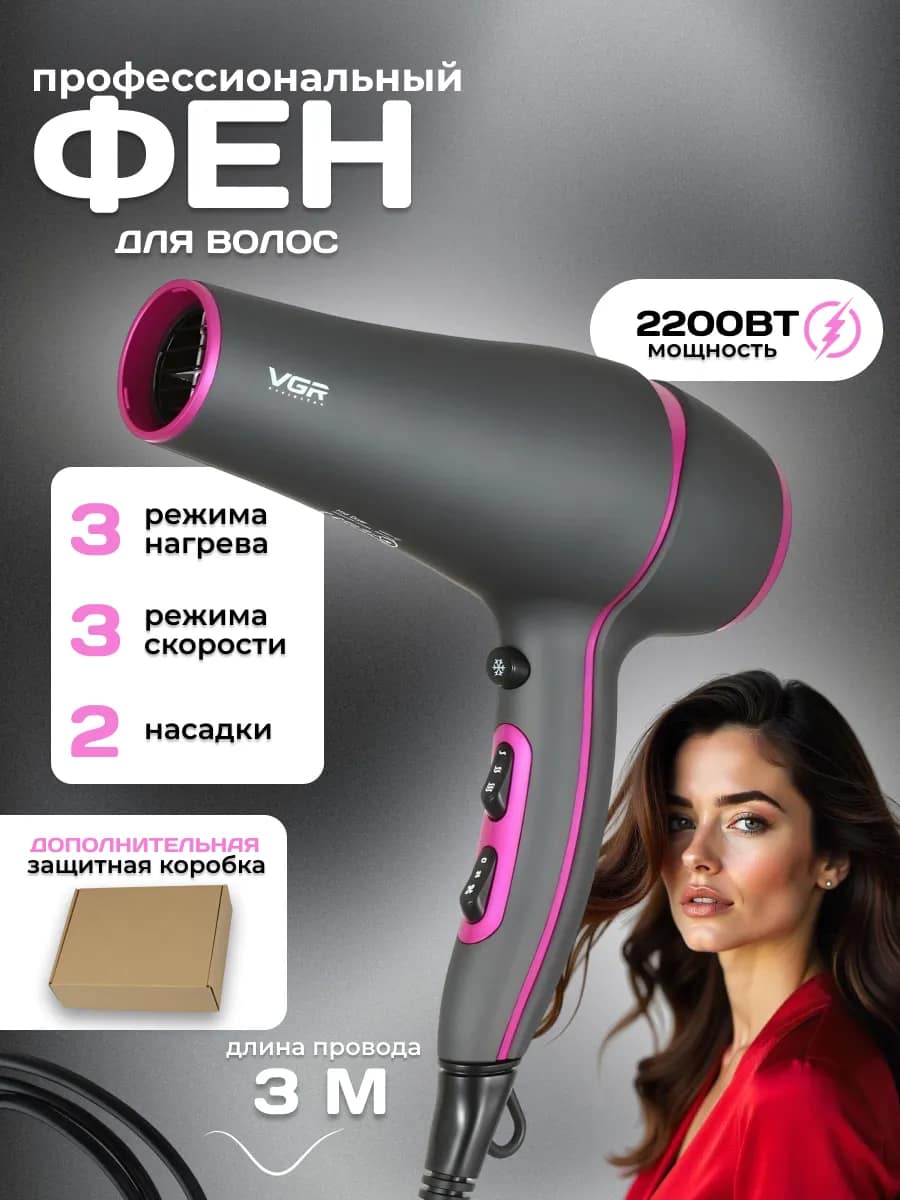 профессиональный
ФЕН
ДЛЯ ВОЛОС
2200ВТ
МОЩНОСТЬ
VGR
3 режима
нагрева
3 режима
скорости
2 насадки
ДОПОЛНИТЕЛЬНАЯ
защитная коробка
длина провода
3 М